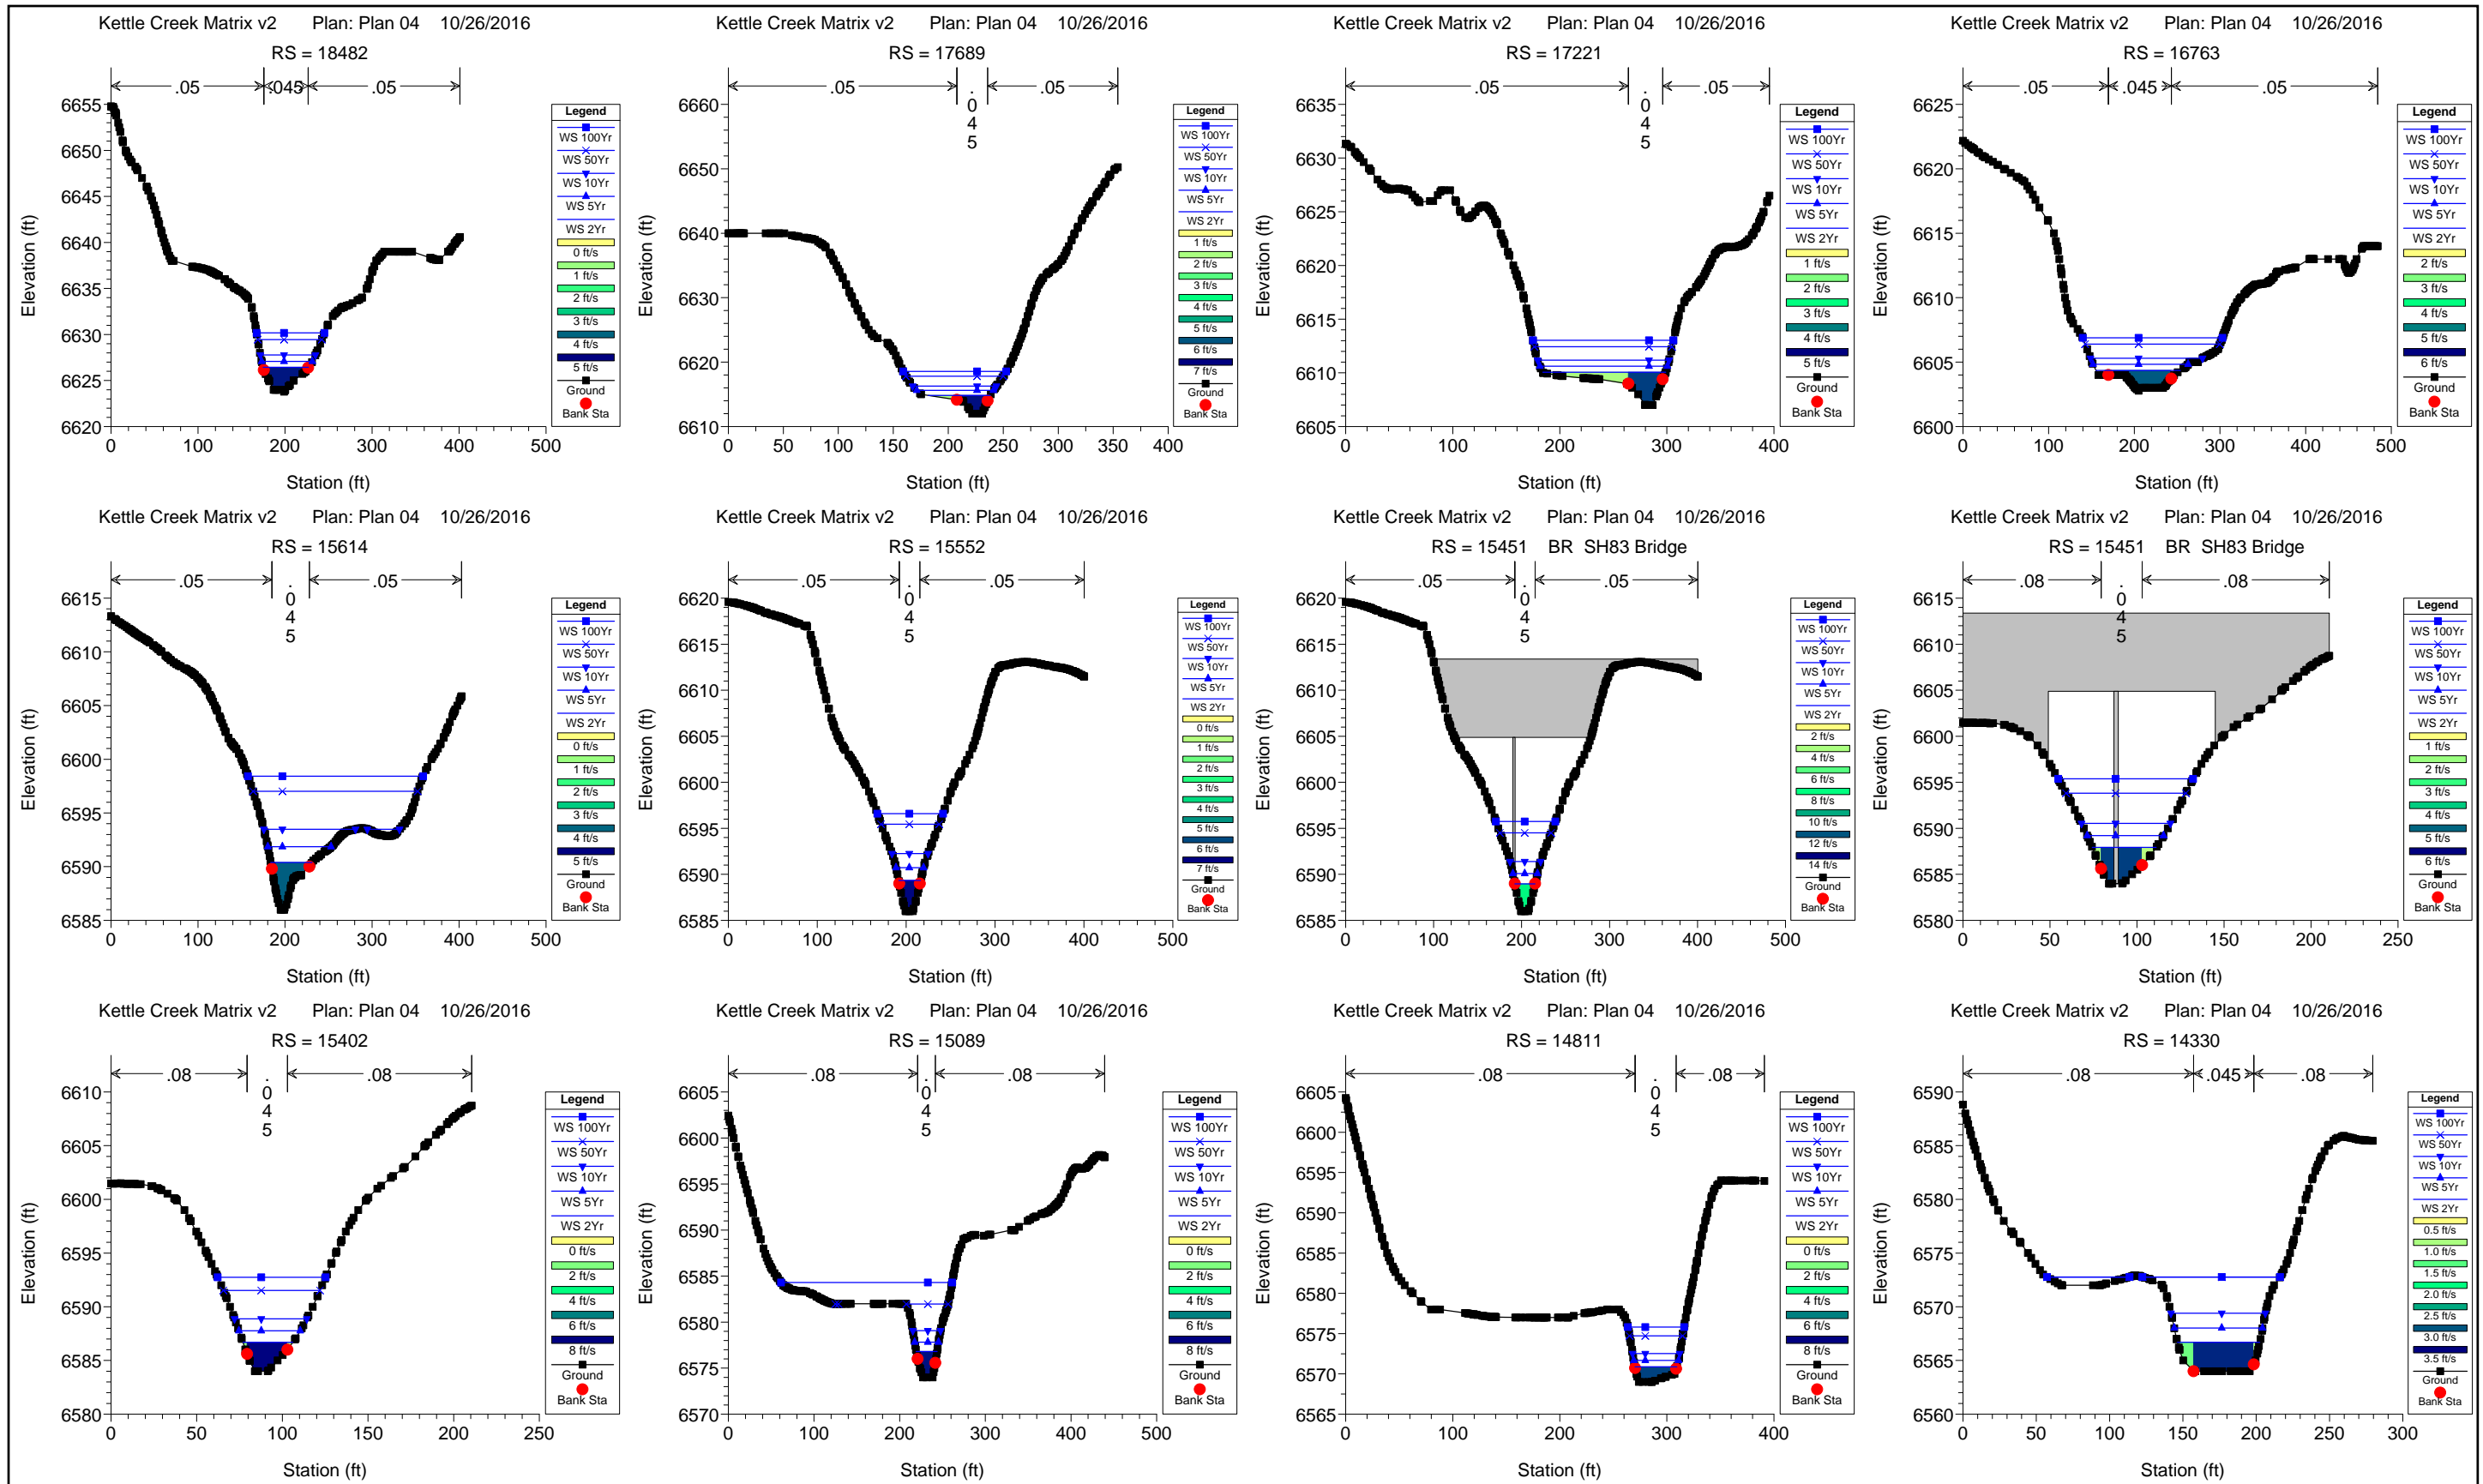 Kettle Creek Matrix v2 Plan: Plan 04 10/26/2016
RS = 18482
.05 .045 .05
6655
6650
6645
6640
6635
6630
6625
6620
Elevation (ft)
0 100 200 300 400 500
Station (ft)
Legend
WS 100Yr
WS 50Yr
WS 10Yr
WS 5Yr
WS 2Yr
0 ft/s
1 ft/s
2 ft/s
3 ft/s
4 ft/s
5 ft/s
Ground
Bank Sta
Kettle Creek Matrix v2 Plan: Plan 04 10/26/2016
RS = 17689
.05 .045 .05
6660
6650
6640
6630
6620
6610
Elevation (ft)
0 50 100 150 200 250 300 350 400
Station (ft)
Legend
WS 100Yr
WS 50Yr
WS 10Yr
WS 5Yr
WS 2Yr
1 ft/s
2 ft/s
3 ft/s
4 ft/s
5 ft/s
6 ft/s
7 ft/s
Ground
Bank Sta
Kettle Creek Matrix v2 Plan: Plan 04 10/26/2016
RS = 17221
.05 .045 .05
6635
6630
6625
6620
6615
6610
6605
Elevation (ft)
0 100 200 300 400
Station (ft)
Legend
WS 100Yr
WS 50Yr
WS 10Yr
WS 5Yr
WS 2Yr
1 ft/s
2 ft/s
3 ft/s
4 ft/s
5 ft/s
Ground
Bank Sta
Kettle Creek Matrix v2 Plan: Plan 04 10/26/2016
RS = 16763
.05 .045 .05
6625
6620
6615
6610
6605
6600
Elevation (ft)
0 100 200 300 400 500
Station (ft)
Legend
WS 100Yr
WS 50Yr
WS 10Yr
WS 5Yr
WS 2Yr
2 ft/s
3 ft/s
4 ft/s
5 ft/s
6 ft/s
Ground
Bank Sta
Kettle Creek Matrix v2 Plan: Plan 04 10/26/2016
RS = 15614
.05 .045 .05
6615
6610
6605
6600
6595
6590
6585
Elevation (ft)
0 100 200 300 400 500
Station (ft)
Legend
WS 100Yr
WS 50Yr
WS 10Yr
WS 5Yr
WS 2Yr
0 ft/s
1 ft/s
2 ft/s
3 ft/s
4 ft/s
5 ft/s
Ground
Bank Sta
Kettle Creek Matrix v2 Plan: Plan 04 10/26/2016
RS = 15552
.05 .045 .05
6620
6615
6610
6605
6600
6595
6590
6585
Elevation (ft)
0 100 200 300 400 500
Station (ft)
Legend
WS 100Yr
WS 50Yr
WS 10Yr
WS 5Yr
WS 2Yr
0 ft/s
1 ft/s
2 ft/s
3 ft/s
4 ft/s
5 ft/s
6 ft/s
7 ft/s
Ground
Bank Sta
Kettle Creek Matrix v2 Plan: Plan 04 10/26/2016
RS = 15451 BR SH83 Bridge
.05 .045 .05
6620
6615
6610
6605
6600
6595
6590
6585
Elevation (ft)
0 100 200 300 400 500
Station (ft)
Legend
WS 100Yr
WS 50Yr
WS 10Yr
WS 5Yr
WS 2Yr
2 ft/s
4 ft/s
6 ft/s
8 ft/s
10 ft/s
12 ft/s
14 ft/s
Ground
Bank Sta
Kettle Creek Matrix v2 Plan: Plan 04 10/26/2016
RS = 15451 BR SH83 Bridge
.08 .045 .08
6615
6610
6605
6600
6595
6590
6585
6580
Elevation (ft)
0 50 100 150 200 250
Station (ft)
Legend
WS 100Yr
WS 50Yr
WS 10Yr
WS 5Yr
WS 2Yr
1 ft/s
2 ft/s
3 ft/s
4 ft/s
5 ft/s
6 ft/s
Ground
Bank Sta
Kettle Creek Matrix v2 Plan: Plan 04 10/26/2016
RS = 15402
.08 .045 .08
6610
6605
6600
6595
6590
6585
6580
Elevation (ft)
0 50 100 150 200 250
Station (ft)
Legend
WS 100Yr
WS 50Yr
WS 10Yr
WS 5Yr
WS 2Yr
0 ft/s
2 ft/s
4 ft/s
6 ft/s
8 ft/s
Ground
Bank Sta
Kettle Creek Matrix v2 Plan: Plan 04 10/26/2016
RS = 15089
.08 .045 .08
6605
6600
6595
6590
6585
6580
6575
6570
Elevation (ft)
0 100 200 300 400 500
Station (ft)
Legend
WS 100Yr
WS 50Yr
WS 10Yr
WS 5Yr
WS 2Yr
0 ft/s
2 ft/s
4 ft/s
6 ft/s
8 ft/s
Ground
Bank Sta
Kettle Creek Matrix v2 Plan: Plan 04 10/26/2016
RS = 14811
.08 .045 .08
6605
6600
6595
6590
6585
6580
6575
6570
6565
Elevation (ft)
0 100 200 300 400
Station (ft)
Legend
WS 100Yr
WS 50Yr
WS 10Yr
WS 5Yr
WS 2Yr
0 ft/s
2 ft/s
4 ft/s
6 ft/s
8 ft/s
Ground
Bank Sta
Kettle Creek Matrix v2 Plan: Plan 04 10/26/2016
RS = 14330
.08 .045 .08
6590
6585
6580
6575
6570
6565
6560
Elevation (ft)
0 50 100 150 200 250 300
Station (ft)
Legend
WS 100Yr
WS 50Yr
WS 10Yr
WS 5Yr
WS 2Yr
0.5 ft/s
1.0 ft/s
1.5 ft/s
2.0 ft/s
2.5 ft/s
3.0 ft/s
3.5 ft/s
Ground
Bank Sta